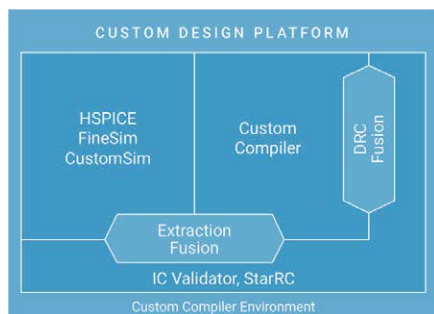 CUSTOM DESIGN PLATFORM
HSPICE
FineSim
CustomSim
Custom
Compiler
DRC
Fusion
Extraction
Fusion
IC Validator, StarRC
Custom Compiler Environment